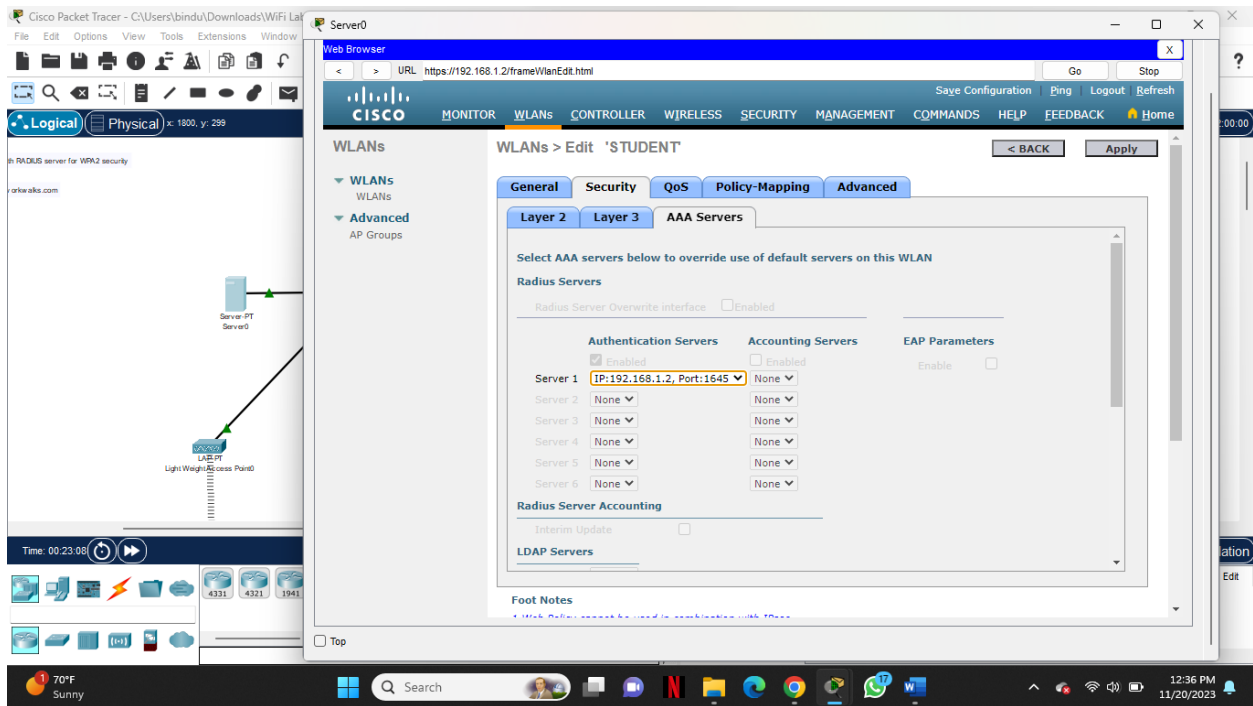 Cisco Packet Tracer - C:\Users\bindu\Downloads\WiFi Lab
File Edit Options View Tools Extensions Window
?
Logical Physical x: 1800, y: 299
2:00:00
th RADIUS server for WPA2 security
orkwalks.com
Server-PT
Server0
LAP-PT
Light Weight Access Point0
Time: 00:23:08
4331 4321 1941
ation
Edit
Server0
Web Browser
X
< > URL https://192.168.1.2/frameWlanEdit.html Go Stop
Save Configuration | Ping | Logout | Refresh
CISCO MONITOR WLANs CONTROLLER WIRELESS SECURITY MANAGEMENT COMMANDS HELP FEEDBACK Home
WLANs
WLANs
WLANs
Advanced
AP Groups
WLANs > Edit 'STUDENT'
< BACK Apply
General Security QoS Policy-Mapping Advanced
Layer 2 Layer 3 AAA Servers
Select AAA servers below to override use of default servers on this WLAN
Radius Servers
Radius Server Overwrite interface Enabled
Authentication Servers Accounting Servers EAP Parameters
Enabled Enabled Enable
Server 1 IP:192.168.1.2, Port:1645 None
Server 2 None None
Server 3 None None
Server 4 None None
Server 5 None None
Server 6 None None
Radius Server Accounting
Interim Update
LDAP Servers
Foot Notes
Top
1
70°F
Sunny
Search
17
12:36 PM
11/20/2023